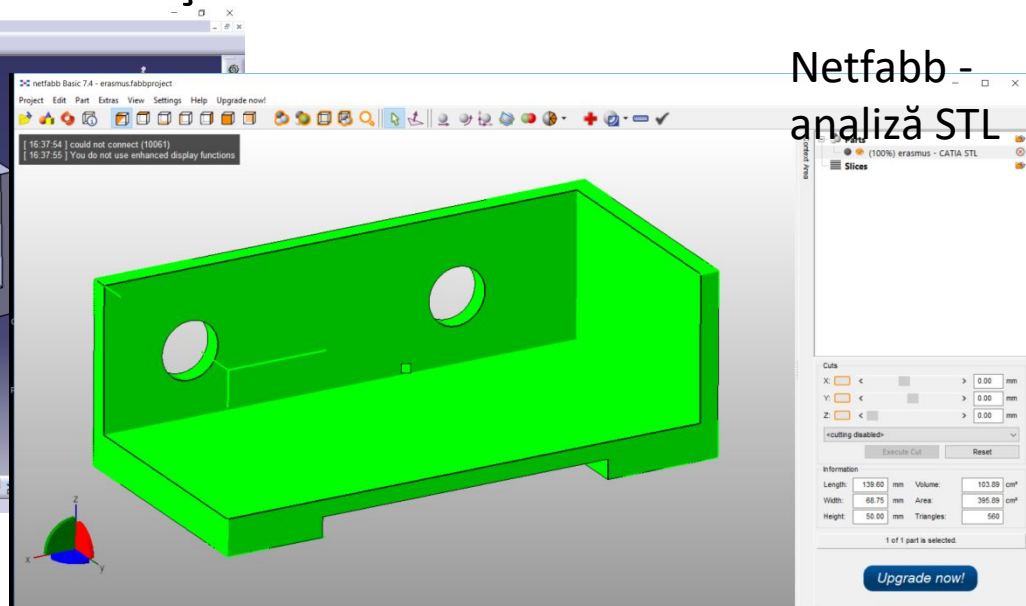 Netfabb -
analiză STL
netfabb Basic 7.4 - erasmus.fabbproject
Project Edit Part Extras View Settings Help Upgrade now!
[ 16:37:54 ] could not connect (10061)
[ 16:37:55 ] You do not use enhanced display functions
Context Area
Parts
(100%) erasmus - CATIA STL
Slices
z
x
y
Cuts
X: < > 0.00 mm
Y: < > 0.00 mm
Z: < > 0.00 mm
<cutting disabled>
Execute Cut Reset
Information
Length: 139.60 mm Volume: 103.89 cm³
Width: 68.75 mm Area: 395.89 cm²
Height: 50.00 mm Triangles: 560
1 of 1 part is selected.
Upgrade now!